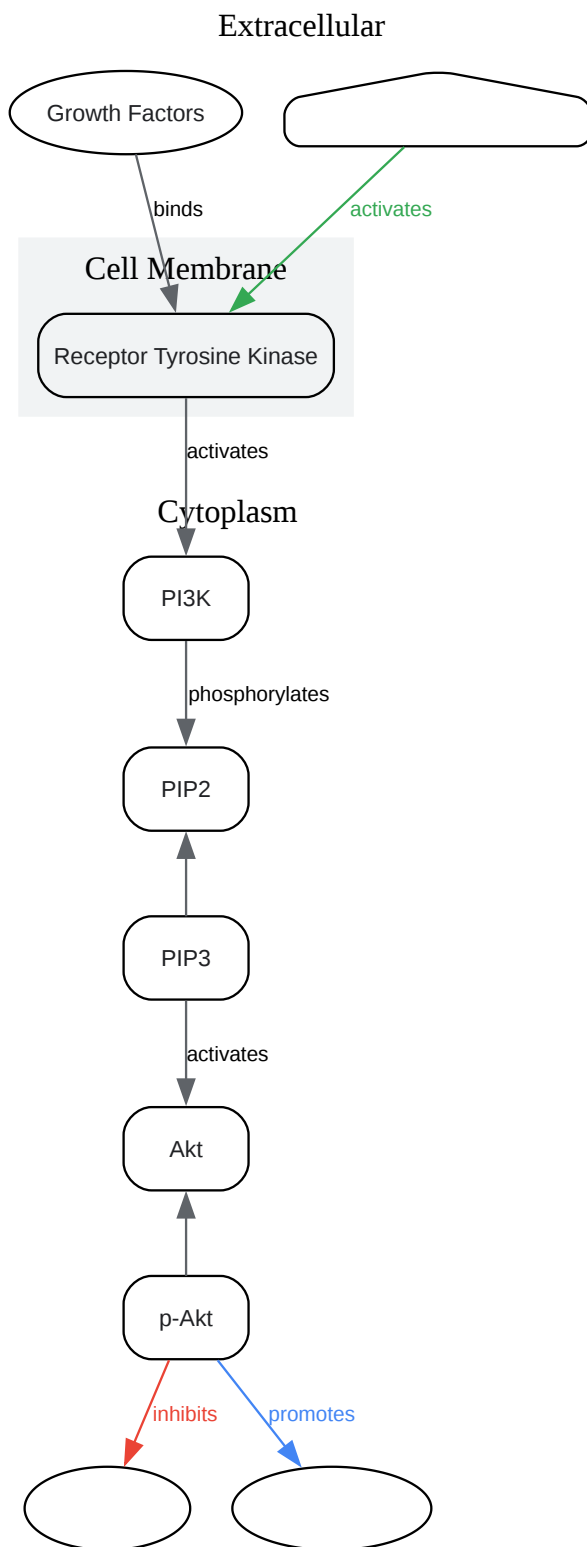 Extracellular
Growth Factors
binds
activates
Cell Membrane
Receptor Tyrosine Kinase
activates
Cytoplasm
PI3K
phosphorylates
PIP2
PIP3
activates
Akt
p-Akt
inhibits
promotes